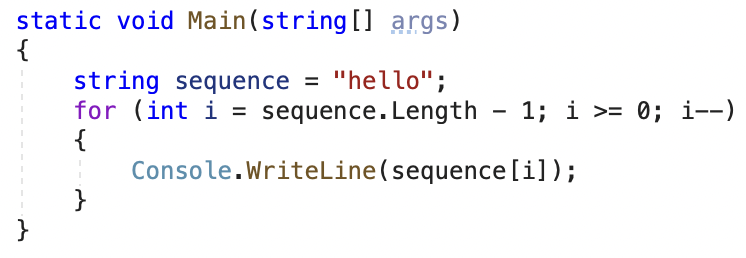 static void Main(string[] args)
{
    string sequence = "hello";
    for (int i = sequence.Length - 1; i >= 0; i--)
    {
        Console.WriteLine(sequence[i]);
    }
}